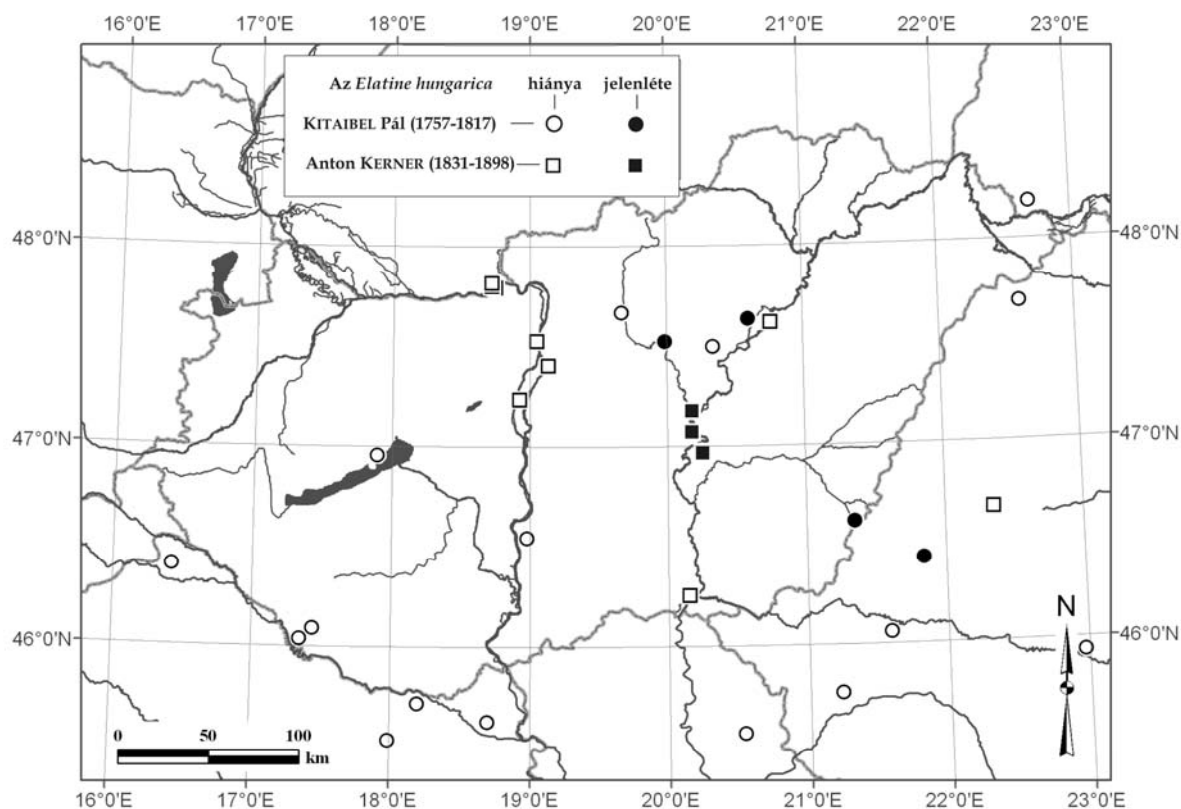 16°0'E 17°0'E 18°0'E 19°0'E 20°0'E 21°0'E 22°0'E 23°0'E
Az Elatine hungarica hiánya jelenléte
KITAIBEL Pál (1757-1817)
Anton KERNER (1831-1898)
48°0'N 48°0'N
47°0'N 47°0'N
46°0'N 46°0'N
N
0 50 100
km
16°0'E 17°0'E 18°0'E 19°0'E 20°0'E 21°0'E 22°0'E 23°0'E